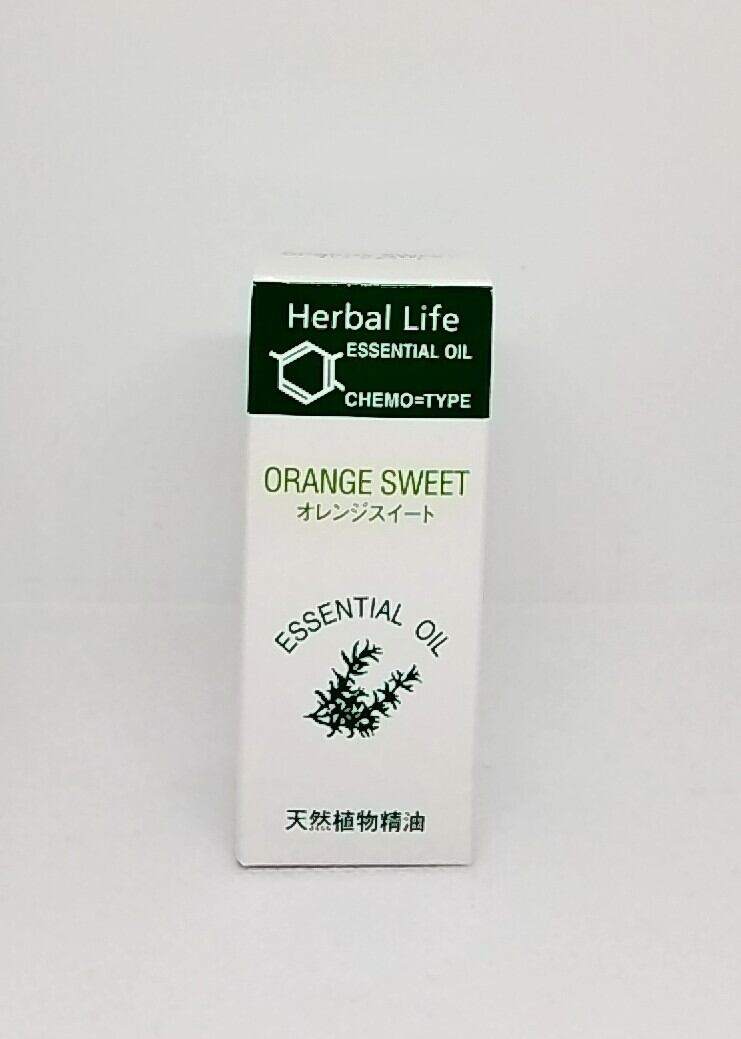 Herbal Life
ESSENTIAL OIL
CHEMO=TYPE
ORANGE SWEET
オレンジスイート
ESSENTIAL OIL
天然植物精油